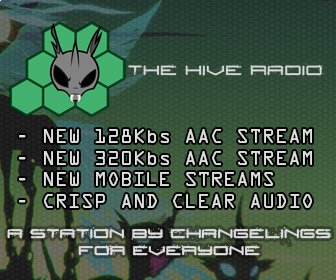 THE HIVE RADIO
- NEW 128Kbs AAC STREAM
- NEW 320Kbs AAC STREAM
- NEW MOBILE STREAMS
- CRISP AND CLEAR AUDIO
A STATION BY CHANGELINGS
FOR EVERYONE